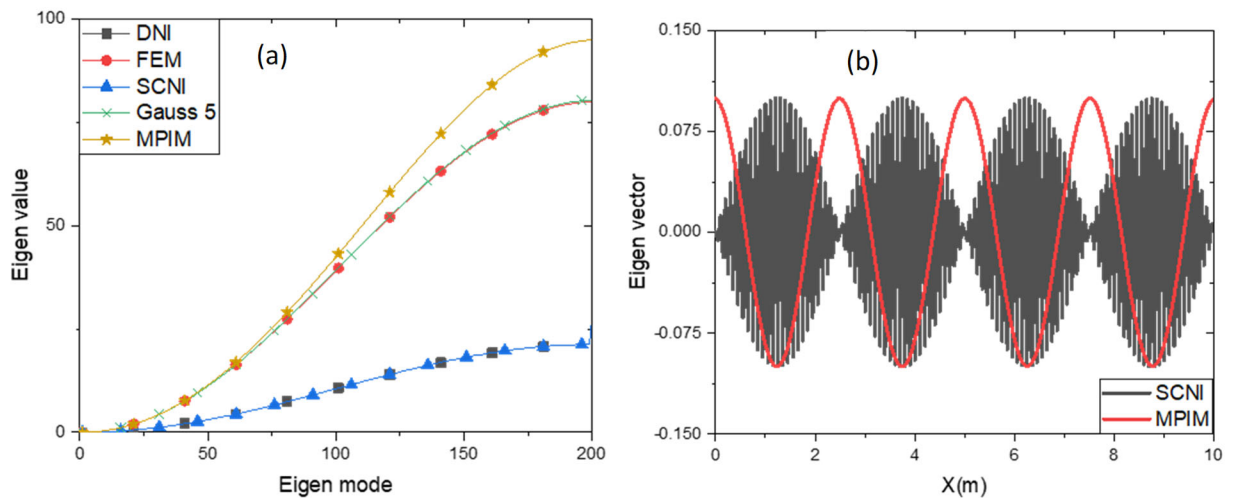 100
50
0
0
50
100
150
200
Eigen value
Eigen mode
DNI
FEM
SCNI
Gauss 5
MPIM
(a)
0.150
0.075
0.000
-0.075
-0.150
0
2
4
6
8
10
Eigen vector
X(m)
(b)
SCNI
MPIM